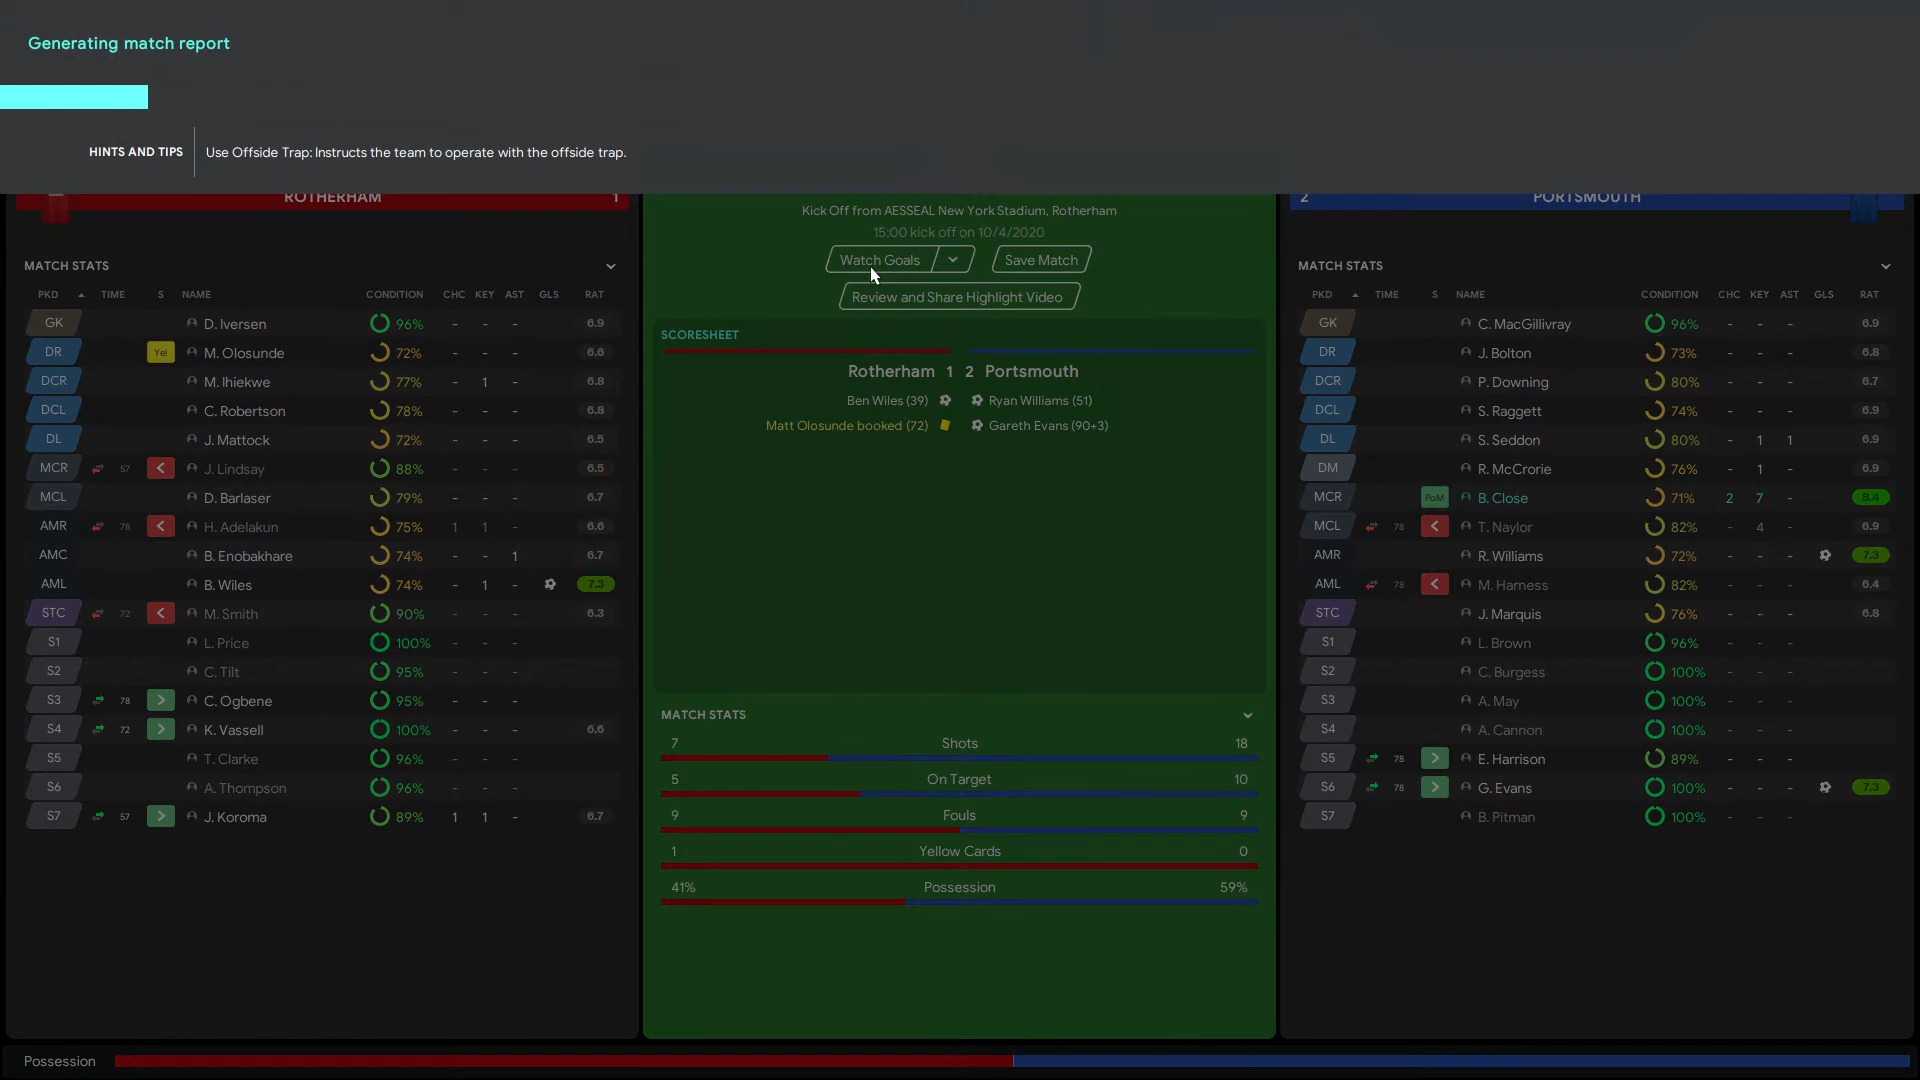 Generating match report
HINTS AND TIPS Use Offside Trap: Instructs the team to operate with the offside trap.
ROTHERHAM 1
Kick Off from AESSEAL New York Stadium, Rotherham
15:00 kick off on 10/4/2020
Watch Goals Save Match
Review and Share Highlight Video
2 PORTSMOUTH
MATCH STATS
PKD TIME S NAME CONDITION CHC KEY AST GLS RAT
GK D. Iversen 96% - - - 6.9
DR Yel M. Olosunde 72% - - - 6.6
DCR M. Ihiekwe 77% - 1 - 6.8
DCL C. Robertson 78% - - - 6.8
DL J. Mattock 72% - - - 6.5
MCR 57 < J. Lindsay 88% - - - 6.5
MCL D. Barlaser 79% - - - 6.7
AMR 78 < H. Adelakun 75% 1 1 - 6.6
AMC B. Enobakhare 74% - - 1 6.7
AML B. Wiles 74% - 1 - 7.3
STC 72 < M. Smith 90% - - - 6.3
S1 L. Price 100% - - -
S2 C. Tilt 95% - - -
S3 78 > C. Ogbene 95% - - -
S4 72 > K. Vassell 100% - - - 6.6
S5 T. Clarke 96% - - -
S6 A. Thompson 96% - - -
S7 57 > J. Koroma 89% 1 1 - 6.7
SCORESHEET
Rotherham 1 2 Portsmouth
Ben Wiles (39) Ryan Williams (51)
Matt Olosunde booked (72) Gareth Evans (90+3)
MATCH STATS
7 Shots 18
5 On Target 10
9 Fouls 9
1 Yellow Cards 0
41% Possession 59%
MATCH STATS
PKD TIME S NAME CONDITION CHC KEY AST GLS RAT
GK C. MacGillivray 96% - - - 6.9
DR J. Bolton 73% - - - 6.8
DCR P. Downing 80% - - - 6.7
DCL S. Raggett 74% - - - 6.9
DL S. Seddon 80% - 1 1 6.9
DM R. McCrorie 76% - 1 - 6.9
MCR PoM B. Close 71% 2 7 - 8.4
MCL 78 < T. Naylor 82% - 4 - 6.9
AMR R. Williams 72% - - - 7.3
AML 78 < M. Harness 82% - - - 6.4
STC J. Marquis 76% - - - 6.8
S1 L. Brown 96% - - -
S2 C. Burgess 100% - - -
S3 A. May 100% - - -
S4 A. Cannon 100% - - -
S5 78 > E. Harrison 89% - - -
S6 78 > G. Evans 100% - - - 7.3
S7 B. Pitman 100% - - -
Possession